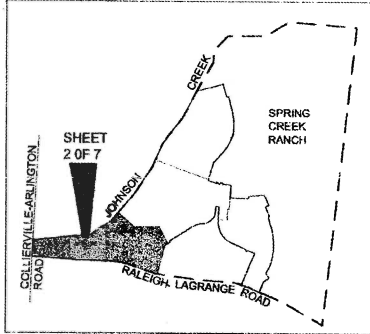 CREEK
SPRING
CREEK
RANCH
SHEET
2 OF 7
JOHNSON
COLLIERVILLE-ARLINGTON
ROAD
RALEIGH LAGRANGE ROAD